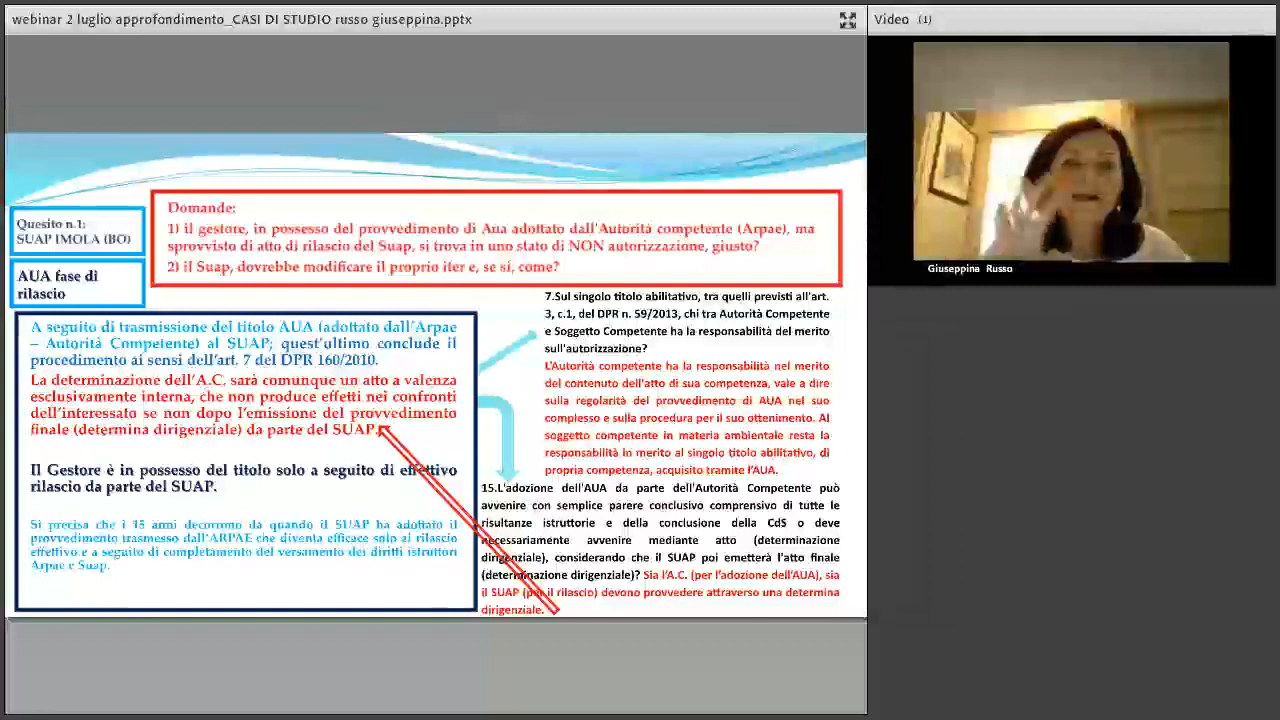 webinar 2 luglio approfondimento_CASI DI STUDIO russo giuseppina.pptx
Video (1)
Giuseppina Russo
Quesito n.1:
SUAP IMOLA (BO)
AUA fase di
rilascio
Domande:
1) il gestore, in possesso del provvedimento di Aua adottato dall'Autorità competente (Arpae), ma
sprovvisto di atto di rilascio del Suap, si trova in uno stato di NON autorizzazione, giusto?
2) il Suap, dovrebbe modificare il proprio iter e, se si, come?
A seguito di trasmissione del titolo AUA (adottato dall'Arpae
– Autorità Competente) al SUAP; quest'ultimo conclude il
procedimento ai sensi dell'art. 7 del DPR 160/2010.
La determinazione dell'A.C. sarà comunque un atto a valenza
esclusivamente interna, che non produce effetti nei confronti
dell'interessato se non dopo l'emissione del provvedimento
finale (determina dirigenziale) da parte del SUAP.
Il Gestore è in possesso del titolo solo a seguito di effettivo
rilascio da parte del SUAP.
Si precisa che i 15 anni decorrono da quando il SUAP ha adottato il
provvedimento trasmesso dall'ARPAE che diventa efficace solo al rilascio
effettivo e a seguito di completamento del versamento dei diritti istruttori
Arpae e Suap.
7.Sul singolo titolo abilitativo, tra quelli previsti all'art.
3, c.1, del DPR n. 59/2013, chi tra Autorità Competente
e Soggetto Competente ha la responsabilità del merito
sull'autorizzazione?
L'Autorità competente ha la responsabilità nel merito
del contenuto dell'atto di sua competenza, vale a dire
sulla regolarità del provvedimento di AUA nel suo
complesso e sulla procedura per il suo ottenimento. Al
soggetto competente in materia ambientale resta la
responsabilità in merito al singolo titolo abilitativo, di
propria competenza, acquisito tramite l'AUA.
15.L'adozione dell'AUA da parte dell'Autorità Competente può
avvenire con semplice parere conclusivo comprensivo di tutte le
risultanze istruttorie e della conclusione della CdS o deve
necessariamente avvenire mediante atto (determinazione
dirigenziale), considerando che il SUAP poi emetterà l'atto finale
(determinazione dirigenziale)? Sia l'A.C. (per l'adozione dell'AUA), sia
il SUAP (per il rilascio) devono provvedere attraverso una determina
dirigenziale.